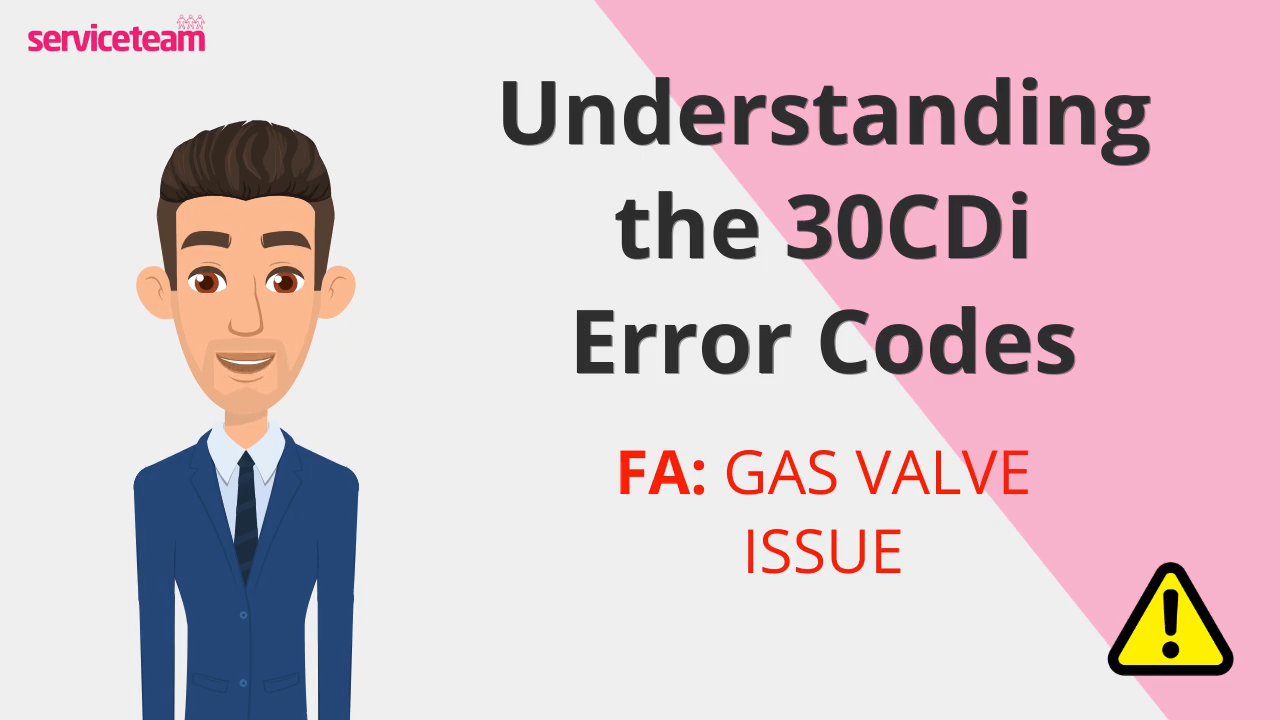 serviceteam
Understanding
the 30CDi
Error Codes
FA: GAS VALVE
ISSUE